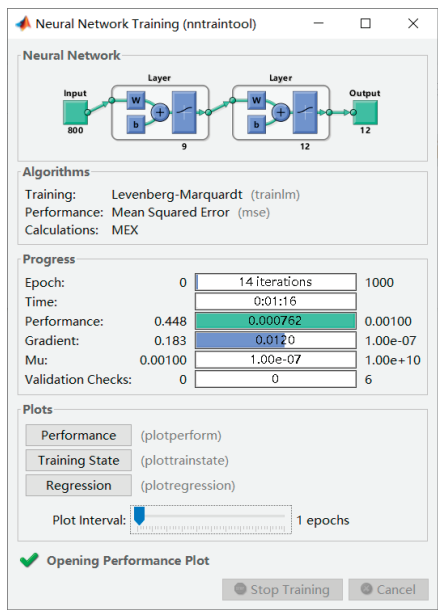 Neural Network Training (nntraintool)
Neural Network
Layer Layer
Input Output
W W
b b
800 12
9 12
Algorithms
Training: Levenberg-Marquardt (trainlm)
Performance: Mean Squared Error (mse)
Calculations: MEX
Progress
Epoch: 0 14 iterations 1000
Time: 0:01:16
Performance: 0.448 0.000762 0.00100
Gradient: 0.183 0.0120 1.00e-07
Mu: 0.00100 1.00e-07 1.00e+10
Validation Checks: 0 0 6
Plots
Performance (plotperform)
Training State (plottrainstate)
Regression (plotregression)
Plot Interval: 1 epochs
Opening Performance Plot
Stop Training Cancel